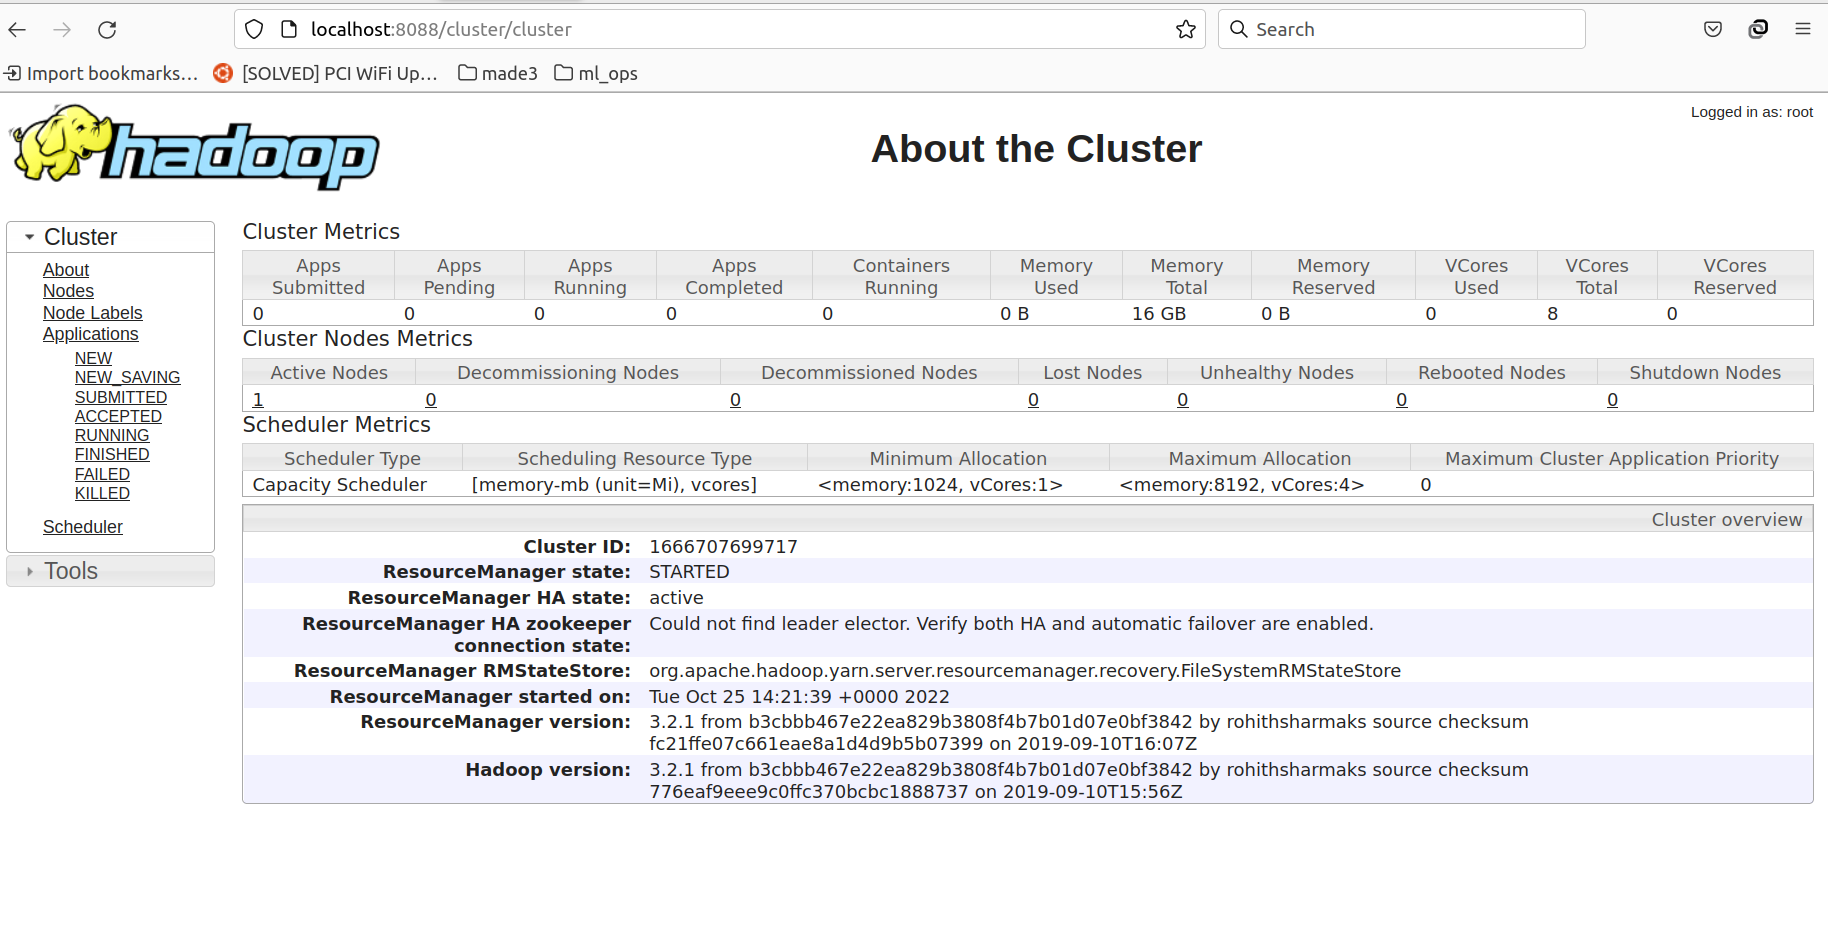 localhost:8088/cluster/cluster
Search
Import bookmarks...
[SOLVED] PCI WiFi Up...
made3
ml_ops
hadoop
Logged in as: root
About the Cluster
Cluster
About
Nodes
Node Labels
Applications
NEW
NEW_SAVING
SUBMITTED
ACCEPTED
RUNNING
FINISHED
FAILED
KILLED
Scheduler
Tools
Cluster Metrics
Apps Submitted Apps Pending Apps Running Apps Completed Containers Running Memory Used Memory Total Memory Reserved VCores Used VCores Total VCores Reserved
0 0 0 0 0 0 B 16 GB 0 B 0 8 0
Cluster Nodes Metrics
Active Nodes Decommissioning Nodes Decommissioned Nodes Lost Nodes Unhealthy Nodes Rebooted Nodes Shutdown Nodes
1 0 0 0 0 0 0
Scheduler Metrics
Scheduler Type Scheduling Resource Type Minimum Allocation Maximum Allocation Maximum Cluster Application Priority
Capacity Scheduler [memory-mb (unit=Mi), vcores] <memory:1024, vCores:1> <memory:8192, vCores:4> 0
Cluster overview
Cluster ID: 1666707699717
ResourceManager state: STARTED
ResourceManager HA state: active
ResourceManager HA zookeeper connection state: Could not find leader elector. Verify both HA and automatic failover are enabled.
ResourceManager RMStateStore: org.apache.hadoop.yarn.server.resourcemanager.recovery.FileSystemRMStateStore
ResourceManager started on: Tue Oct 25 14:21:39 +0000 2022
ResourceManager version: 3.2.1 from b3cbbb467e22ea829b3808f4b7b01d07e0bf3842 by rohithsharmaks source checksum
fc21ffe07c661eae8a1d4d9b5b07399 on 2019-09-10T16:07Z
Hadoop version: 3.2.1 from b3cbbb467e22ea829b3808f4b7b01d07e0bf3842 by rohithsharmaks source checksum
776eaf9eee9c0ffc370bcbc1888737 on 2019-09-10T15:56Z